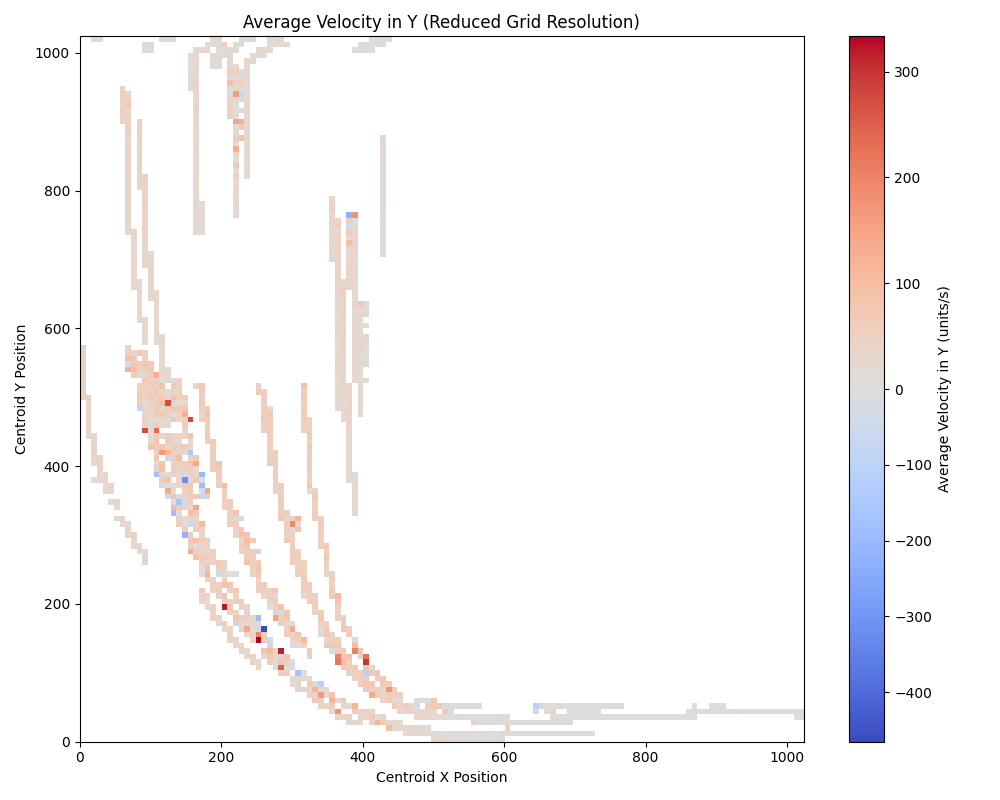 Average Velocity in Y (Reduced Grid Resolution)
1000
800
600
400
200
0
Centroid Y Position
0 200 400 600 800 1000
Centroid X Position
300
200
100
0
−100
−200
−300
−400
Average Velocity in Y (units/s)